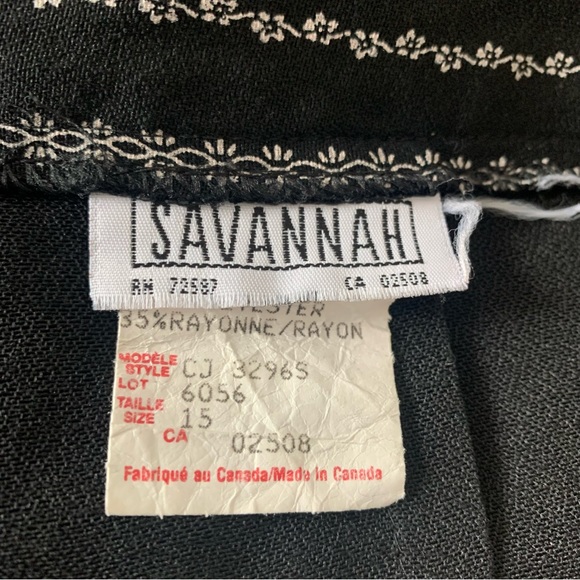 SAVANNAH
RN 72597 CA 02508
35%RAYONNE/RAYON
MODÈLE
STYLE CJ 3296S
LOT 6056
TAILLE
SIZE 15
CA 02508
Fabriqué au Canada/Made in Canada